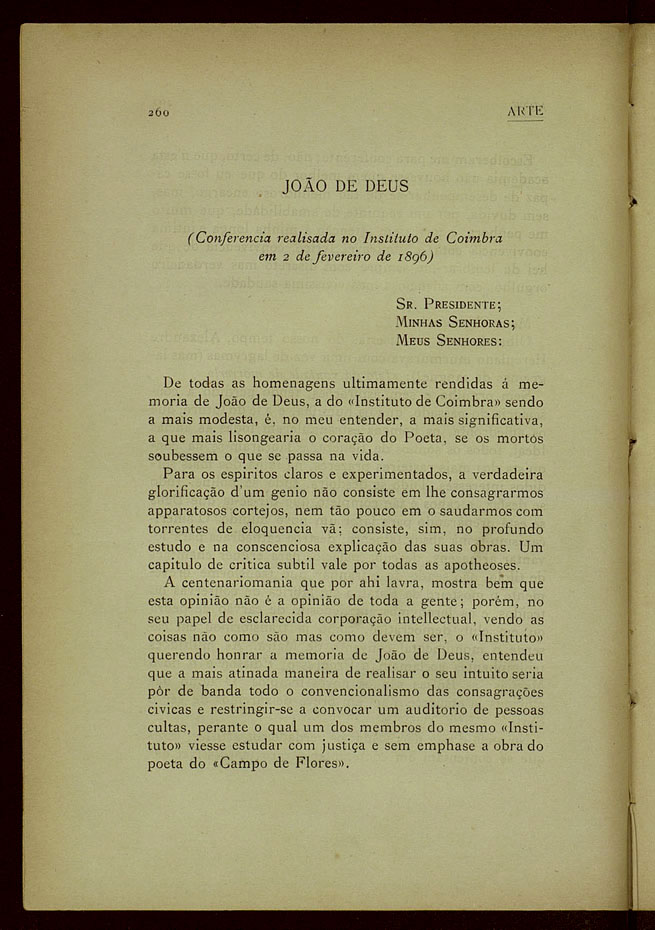 260
ARTE
JOÃO DE DEUS
(Conferencia realisada no Instituto de Coimbra
em 2 de fevereiro de 1896)
SR. PRESIDENTE;
MINHAS SENHORAS;
MEUS SENHORES:
De todas as homenagens ultimamente rendidas á me-
moria de João de Deus, a do «Instituto de Coimbra» sendo
a mais modesta, é, no meu entender, a mais significativa,
a que mais lisongearia o coração do Poeta, se os mortos
soubessem o que se passa na vida.
Para os espiritos claros e experimentados, a verdadeira
glorificação d'um genio não consiste em lhe consagrarmos
apparatosos cortejos, nem tão pouco em o saudarmos com
torrentes de eloquencia vã; consiste, sim, no profundo
estudo e na conscenciosa explicação das suas obras. Um
capitulo de critica subtil vale por todas as apotheoses.
A centenariomania que por ahi lavra, mostra bem que
esta opinião não é a opinião de toda a gente; porém, no
seu papel de esclarecida corporação intellectual, vendo as
coisas não como são mas como devem ser, o «Instituto»
querendo honrar a memoria de João de Deus, entendeu
que a mais atinada maneira de realisar o seu intuito seria
pôr de banda todo o convencionalismo das consagrações
civicas e restringir-se a convocar um auditorio de pessoas
cultas, perante o qual um dos membros do mesmo «Insti-
tuto» viesse estudar com justiça e sem emphase a obra do
poeta do «Campo de Flores».